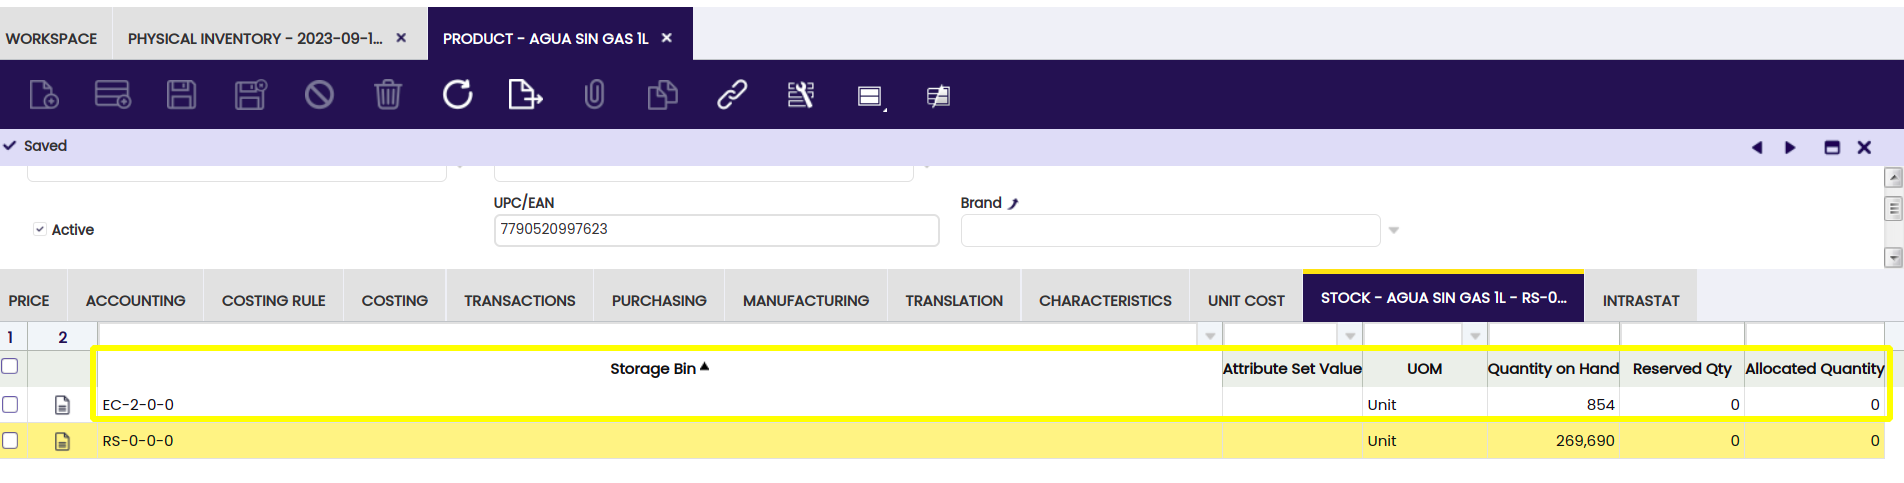 WORKSPACE PHYSICAL INVENTORY - 2023-09-1... PRODUCT - AGUA SIN GAS 1L
Saved
UPC/EAN Brand
Active 7790520997623
PRICE ACCOUNTING COSTING RULE COSTING TRANSACTIONS PURCHASING MANUFACTURING TRANSLATION CHARACTERISTICS UNIT COST STOCK - AGUA SIN GAS 1L - RS-0... INTRASTAT
1 2
Storage Bin Attribute Set Value UOM Quantity on Hand Reserved Qty Allocated Quantity
EC-2-0-0 Unit 854 0 0
RS-0-0-0 Unit 269,690 0 0